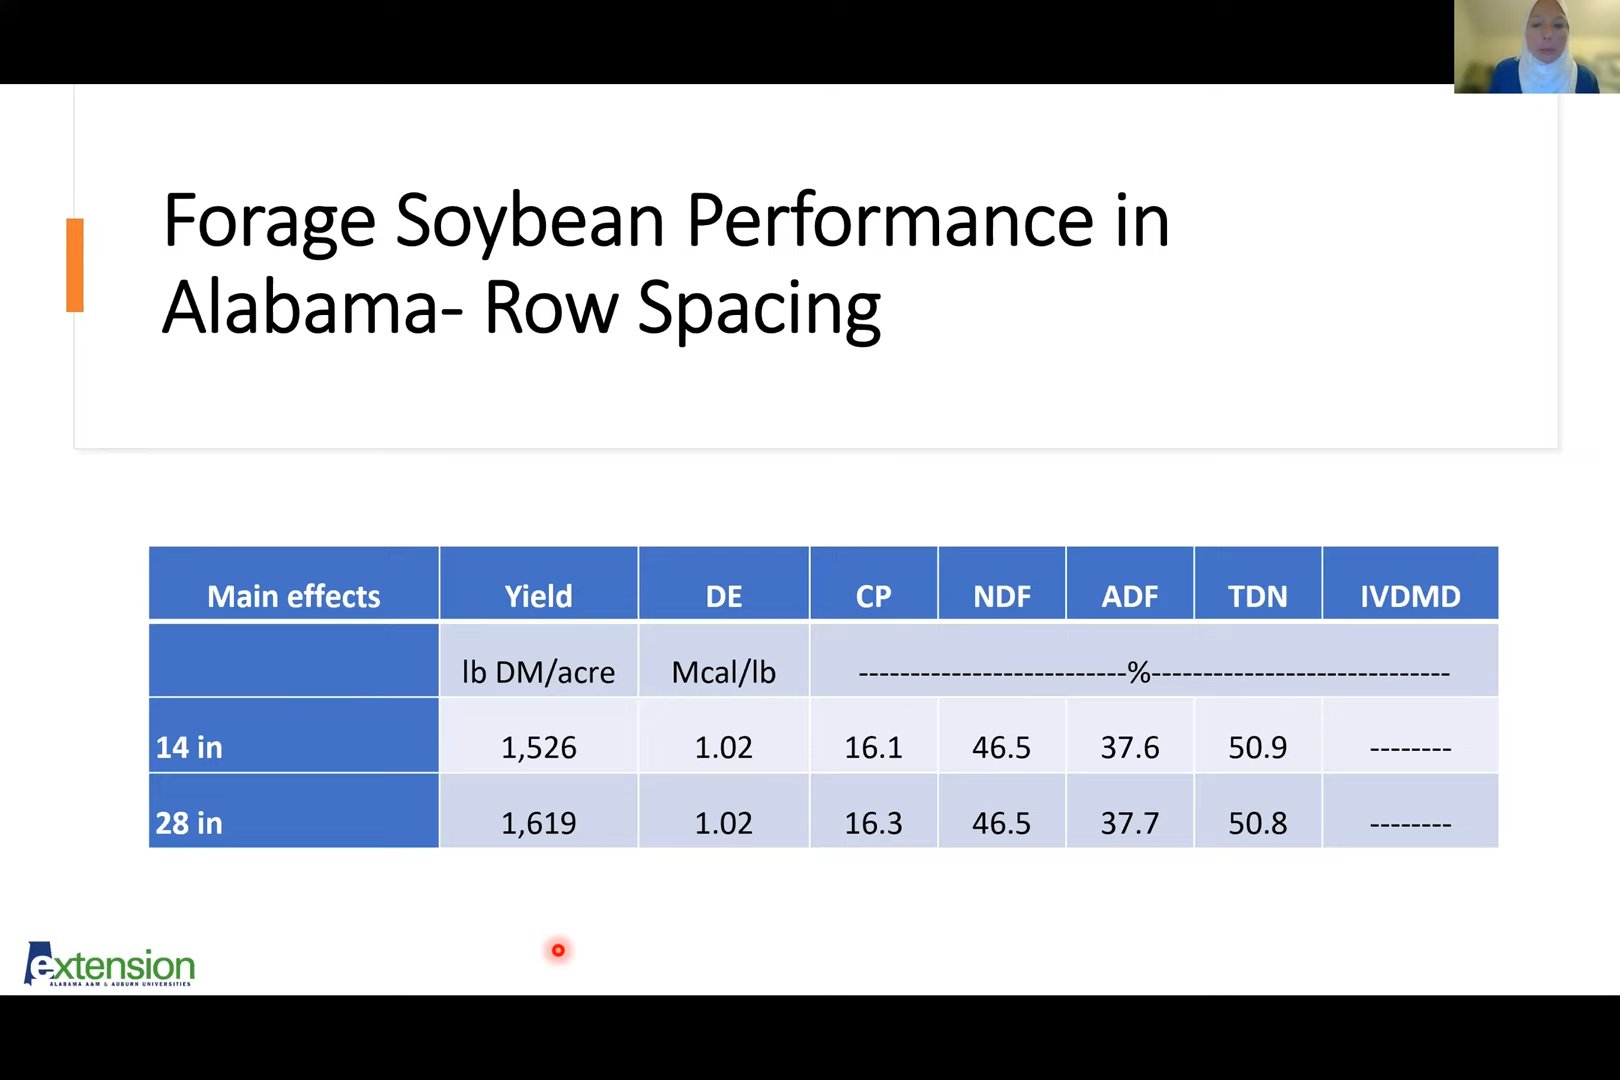 Forage Soybean Performance in
Alabama- Row Spacing
Main effects Yield DE CP NDF ADF TDN IVDMD
lb DM/acre Mcal/lb --------------------------%-----------------------------
14 in 1,526 1.02 16.1 46.5 37.6 50.9 --------
28 in 1,619 1.02 16.3 46.5 37.7 50.8 --------
extension
ALABAMA A&M & AUBURN UNIVERSITIES